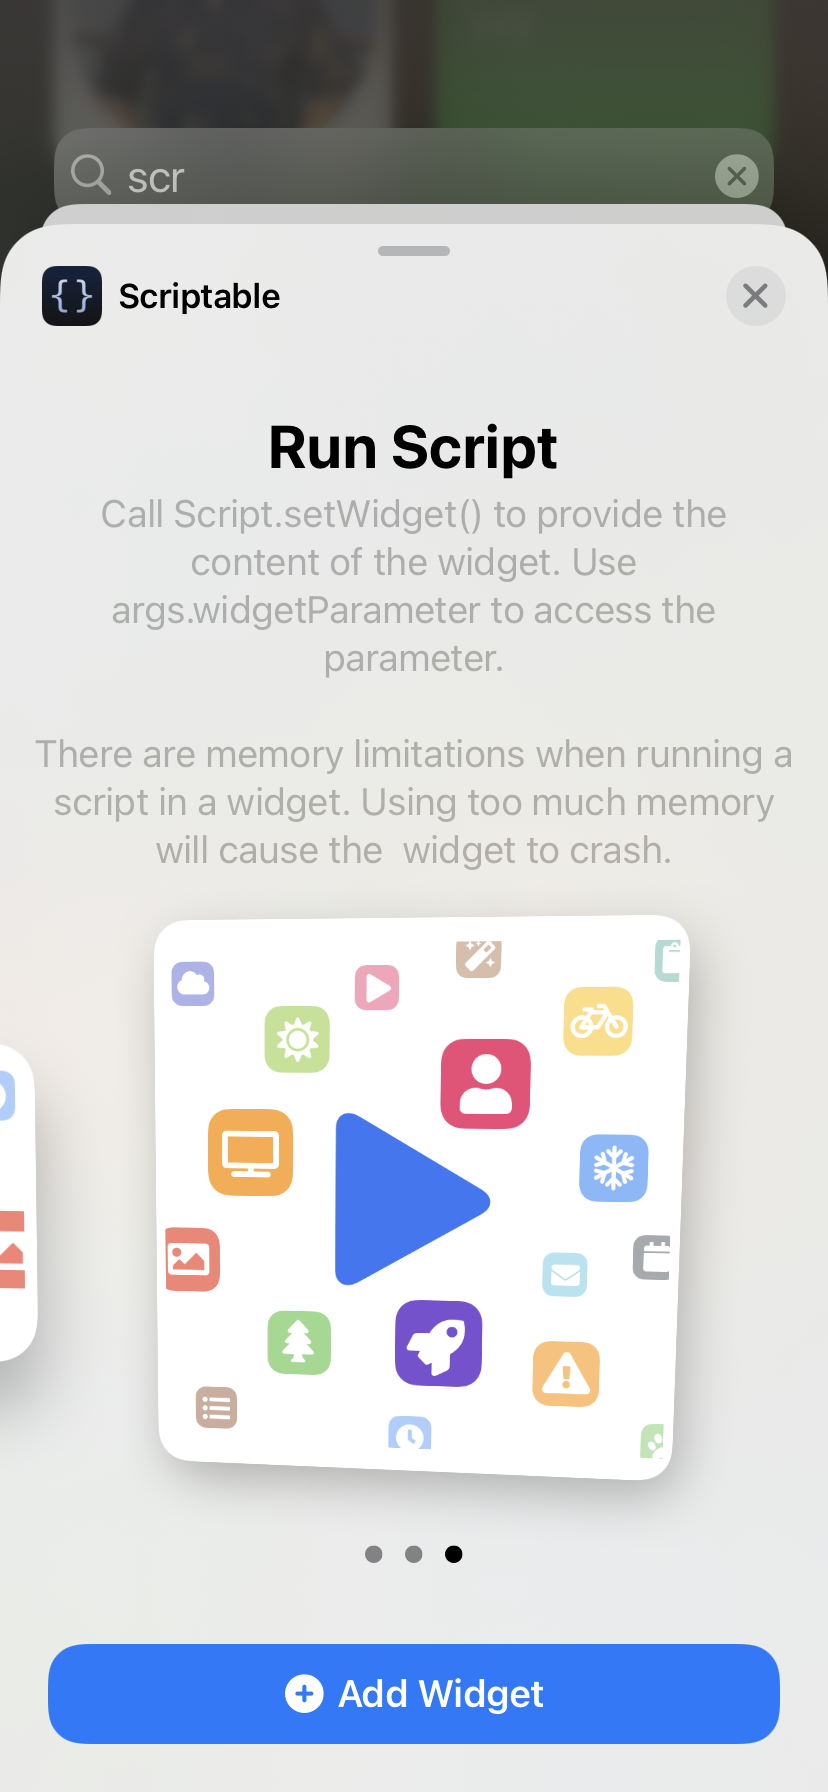 scr
{} Scriptable
Run Script
Call Script.setWidget() to provide the
content of the widget. Use
args.widgetParameter to access the
parameter.
There are memory limitations when running a
script in a widget. Using too much memory
will cause the  widget to crash.
Add Widget